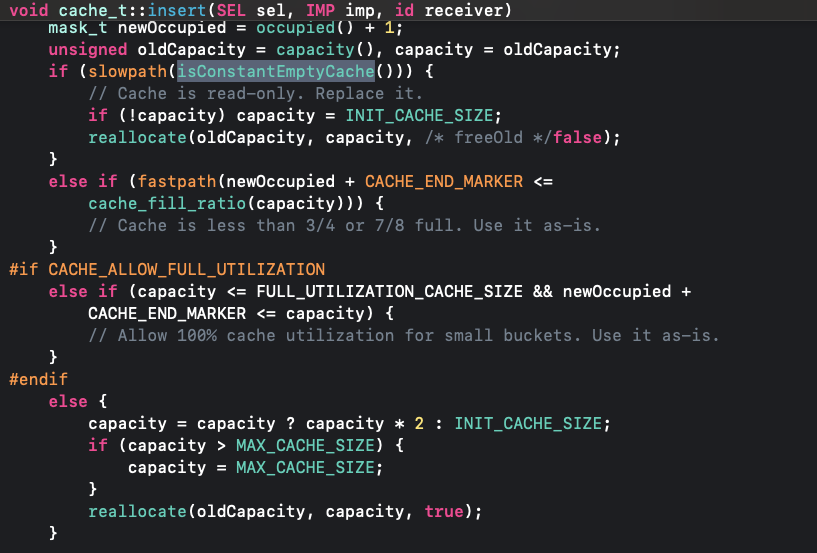 void cache_t::insert(SEL sel, IMP imp, id receiver)
mask_t newOccupied = occupied() + 1;
unsigned oldCapacity = capacity(), capacity = oldCapacity;
if (slowpath(isConstantEmptyCache())) {
// Cache is read-only. Replace it.
if (!capacity) capacity = INIT_CACHE_SIZE;
reallocate(oldCapacity, capacity, /* freeOld */false);
}
else if (fastpath(newOccupied + CACHE_END_MARKER <=
cache_fill_ratio(capacity))) {
// Cache is less than 3/4 or 7/8 full. Use it as-is.
}
#if CACHE_ALLOW_FULL_UTILIZATION
else if (capacity <= FULL_UTILIZATION_CACHE_SIZE && newOccupied +
CACHE_END_MARKER <= capacity) {
// Allow 100% cache utilization for small buckets. Use it as-is.
}
#endif
else {
capacity = capacity ? capacity * 2 : INIT_CACHE_SIZE;
if (capacity > MAX_CACHE_SIZE) {
capacity = MAX_CACHE_SIZE;
}
reallocate(oldCapacity, capacity, true);
}